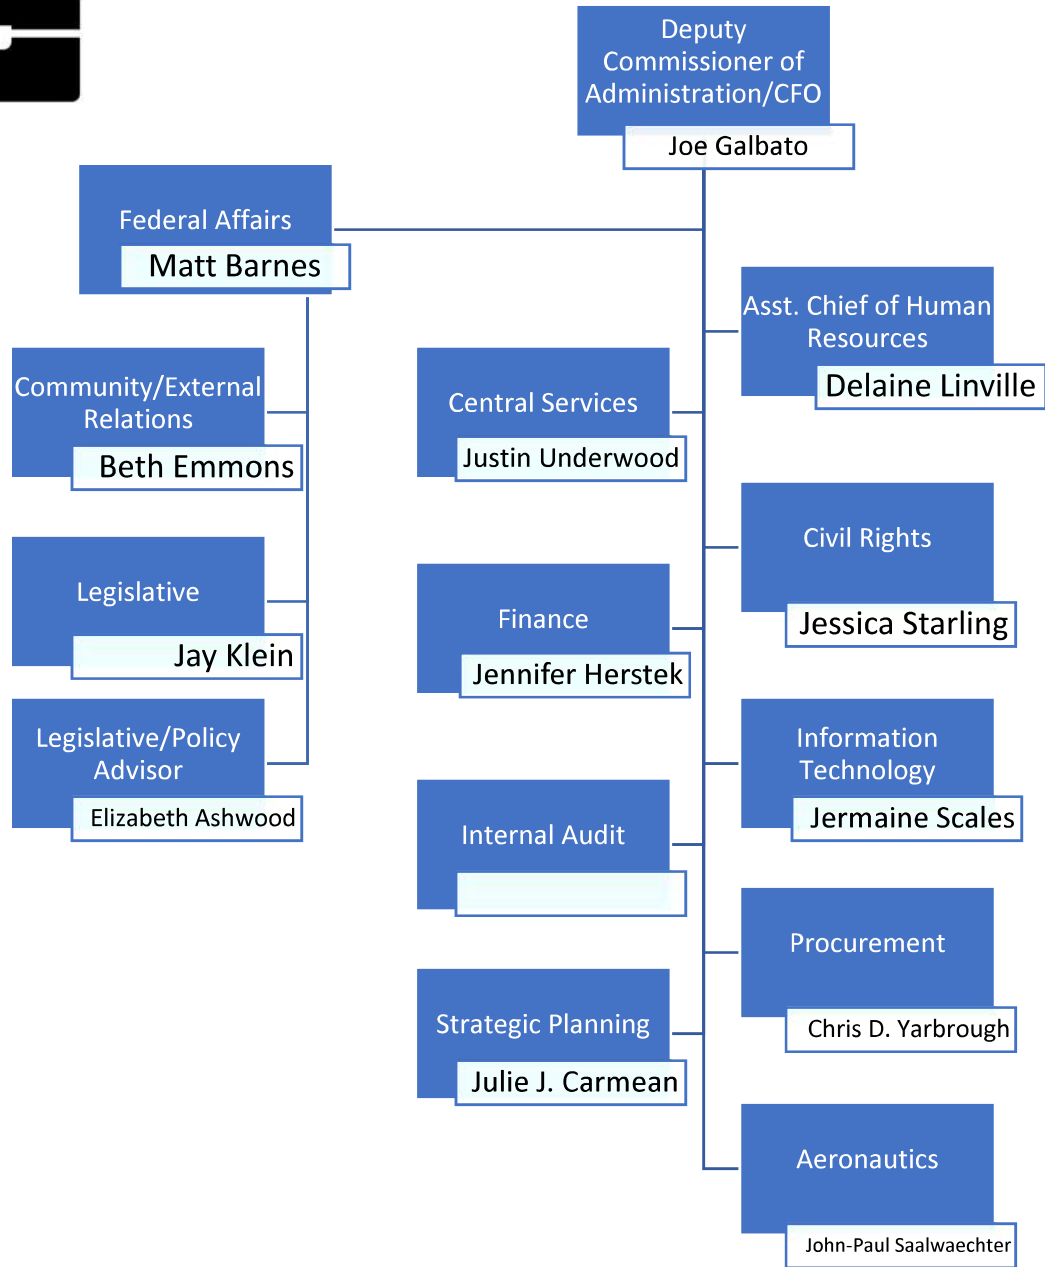 Deputy
Commissioner of
Administration/CFO
Joe Galbato
Federal Affairs
Matt Barnes
Asst. Chief of Human
Resources
Delaine Linville
Community/External
Relations
Beth Emmons
Central Services
Justin Underwood
Civil Rights
Jessica Starling
Legislative
Jay Klein
Finance
Jennifer Herstek
Legislative/Policy
Advisor
Elizabeth Ashwood
Information
Technology
Jermaine Scales
Internal Audit
Procurement
Chris D. Yarbrough
Strategic Planning
Julie J. Carmean
Aeronautics
John-Paul Saalwaechter